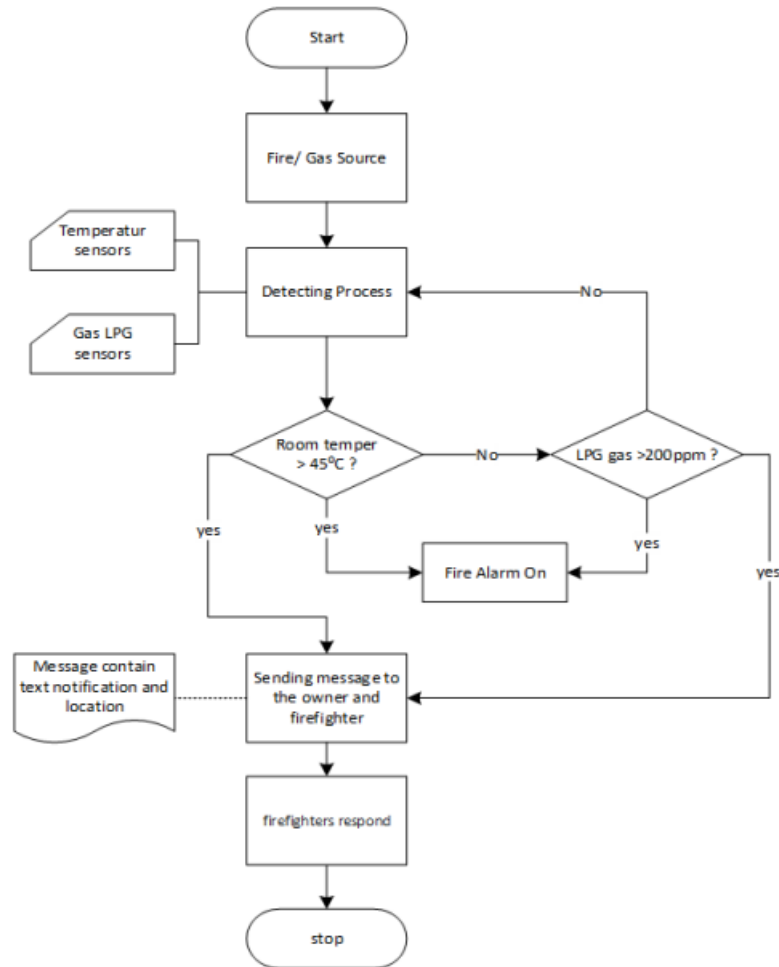 Start
Fire/ Gas Source
Temperatur
sensors
Detecting Process
No
Gas LPG
sensors
Room temper
> 45⁰C ?
No
LPG gas >200ppm ?
yes
yes
yes
yes
Fire Alarm On
Message contain
text notification and
location
Sending message to
the owner and
firefighter
firefighters respond
stop